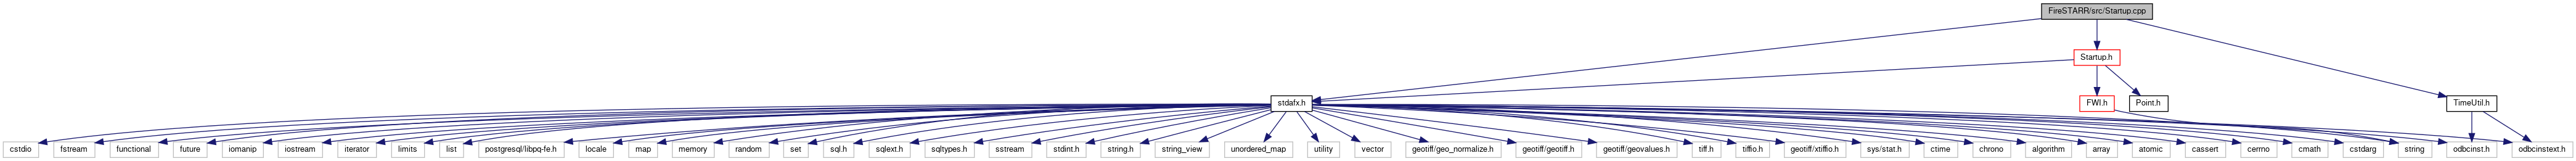 FireSTARR/src/Startup.cpp
Startup.h
stdafx.h
FWI.h
Point.h
TimeUtil.h
cstdio
fstream
functional
future
iomanip
iostream
iterator
limits
list
postgresql/libpq-fe.h
locale
map
memory
random
set
sql.h
sqlext.h
sqltypes.h
sstream
stdint.h
string.h
string_view
unordered_map
utility
vector
geotiff/geo_normalize.h
geotiff/geotiff.h
geotiff/geovalues.h
tiff.h
tiffio.h
geotiff/xtiffio.h
sys/stat.h
ctime
chrono
algorithm
array
atomic
cassert
cerrno
cmath
cstdarg
string
odbcinst.h
odbcinstext.h